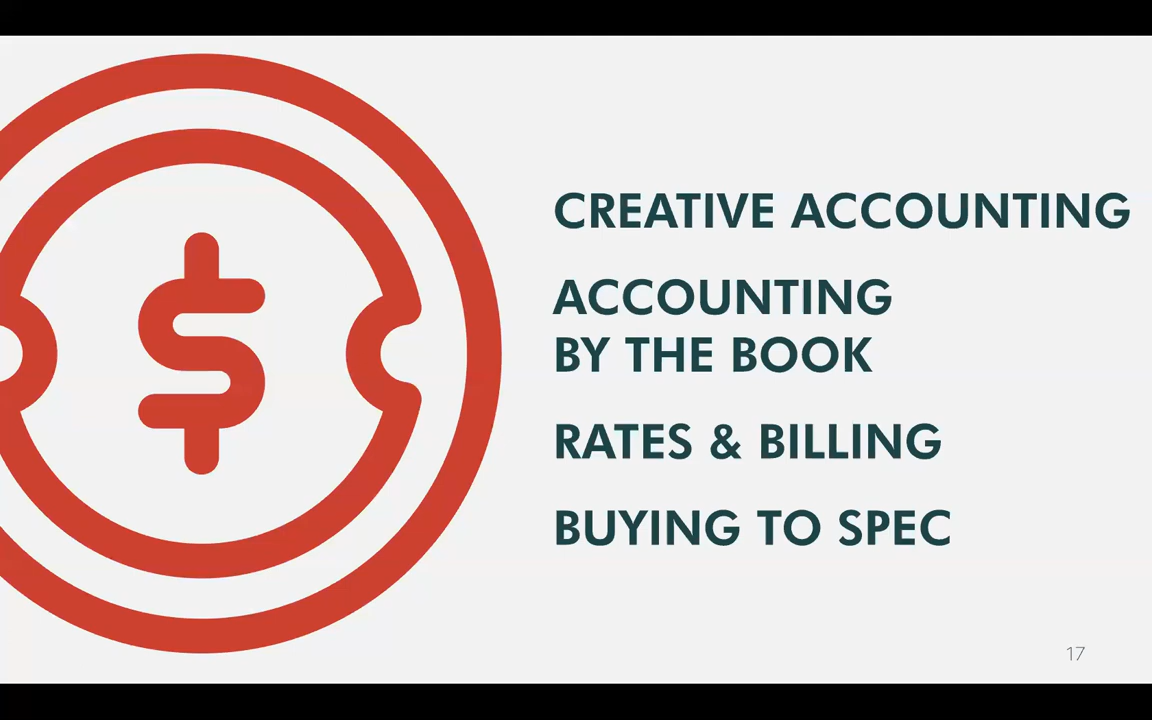 CREATIVE ACCOUNTING
ACCOUNTING
BY THE BOOK
RATES & BILLING
BUYING TO SPEC
17